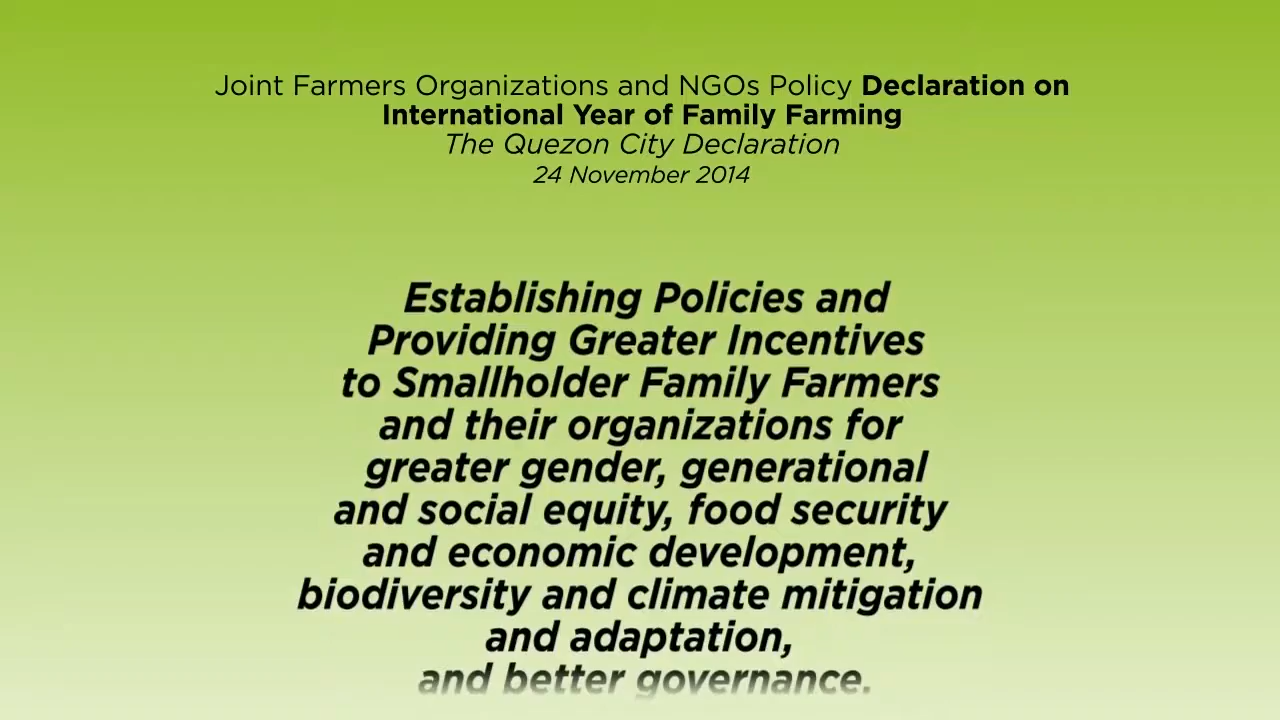 Joint Farmers Organizations and NGOs Policy Declaration on
International Year of Family Farming
The Quezon City Declaration
24 November 2014
Establishing Policies and
Providing Greater Incentives
to Smallholder Family Farmers
and their organizations for
greater gender, generational
and social equity, food security
and economic development,
biodiversity and climate mitigation
and adaptation,
and better governance.